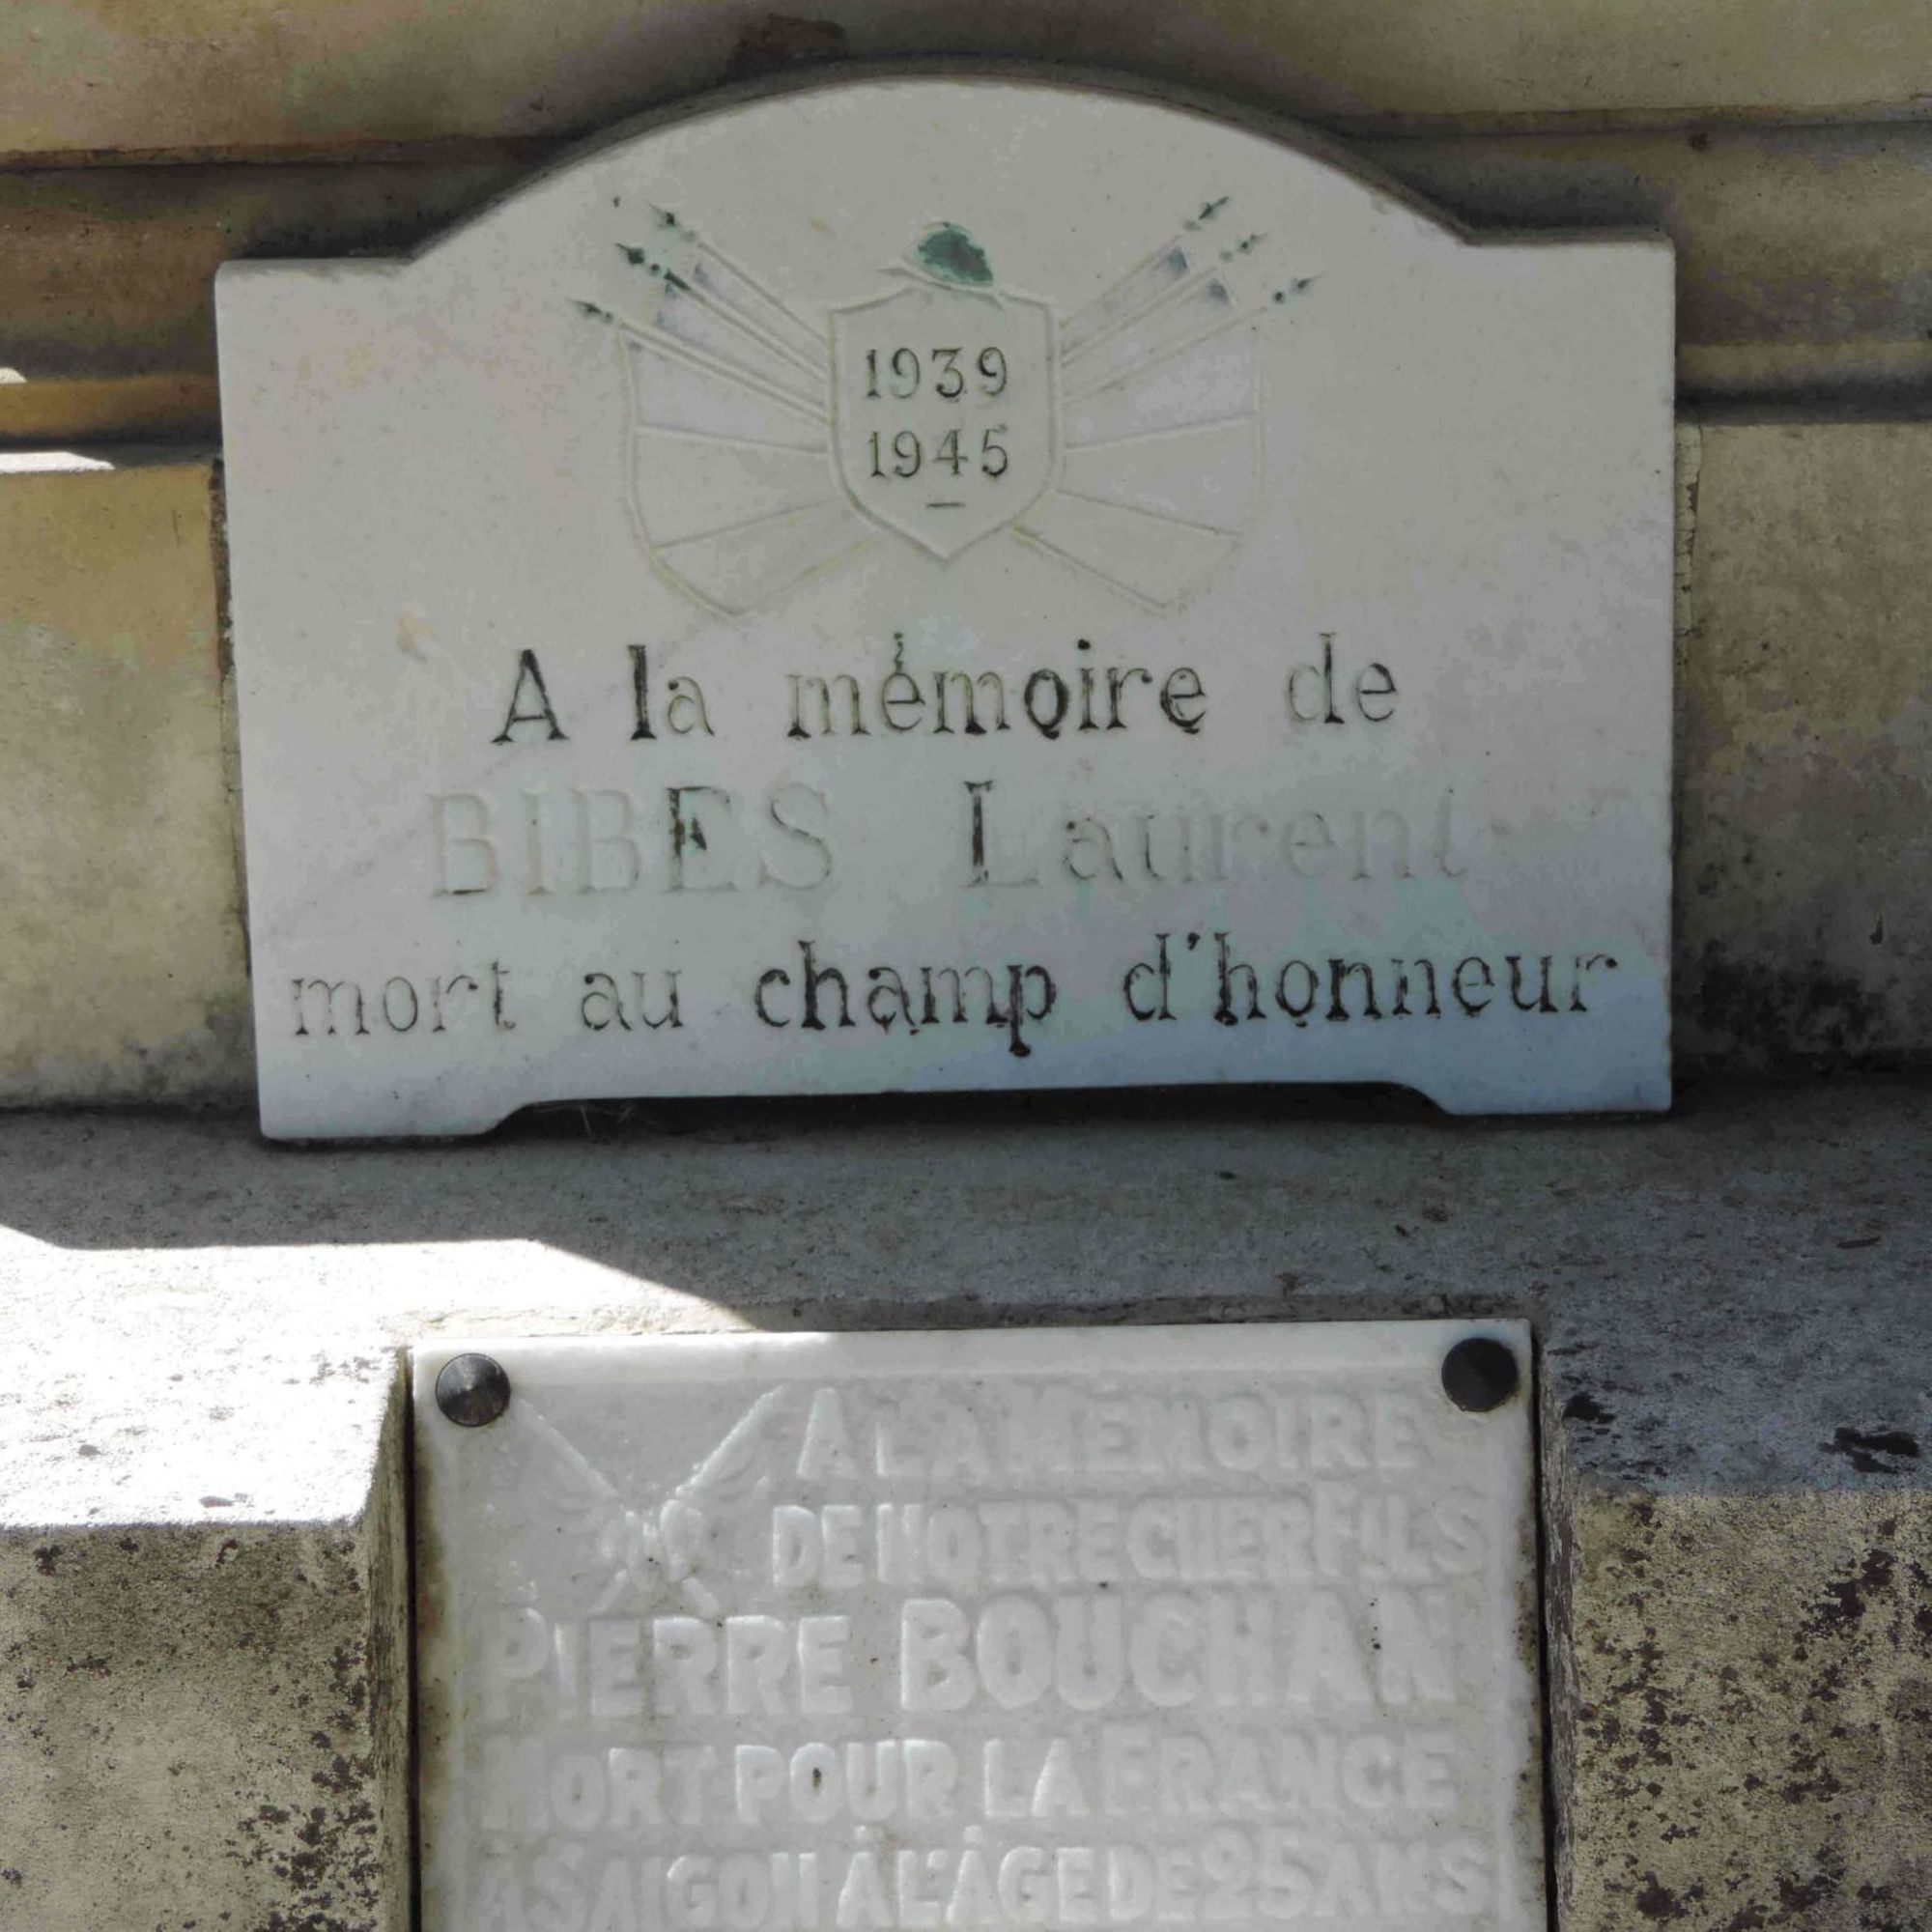 1939
1945
A la mémoire de
BIBES Laurent
mort au champ d'honneur
A LA MÉMOIRE
DE NOTRE CHER FILS
PIERRE BOUCHAN
MORT POUR LA FRANCE
À SAIGON À L'ÂGE DE 25 ANS